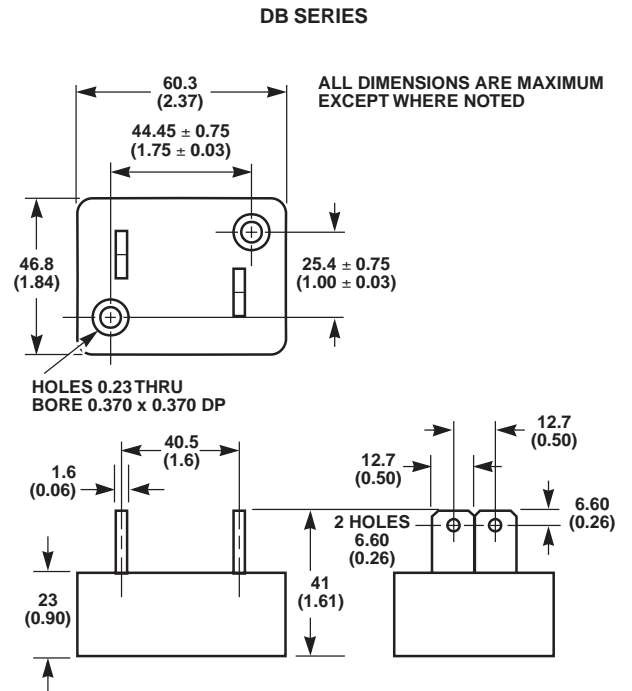 DB SERIES
60.3
(2.37)
ALL DIMENSIONS ARE MAXIMUM
EXCEPT WHERE NOTED
44.45 ± 0.75
(1.75 ± 0.03)
46.8
(1.84)
25.4 ± 0.75
(1.00 ± 0.03)
HOLES 0.23 THRU
BORE 0.370 x 0.370 DP
40.5
(1.6)
1.6
(0.06)
12.7
(0.50)
12.7
(0.50)
6.60
(0.26)
2 HOLES
6.60
(0.26)
23
(0.90)
41
(1.61)